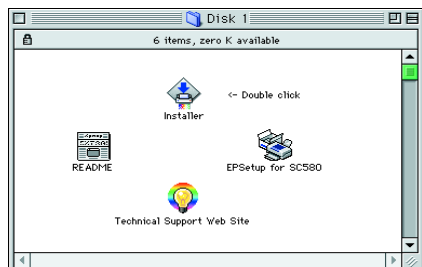 Disk 1
6 items, zero K available
<- Double click
Installer
README
EPSetup for SC580
Technical Support Web Site